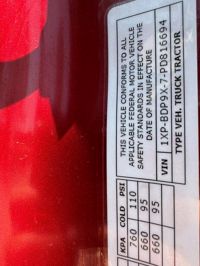 THIS VEHICLE CONFORMS TO ALL
APPLICABLE FEDERAL MOTOR VEHICLE
SAFETY STANDARDS IN EFFECT ON THE
DATE OF MANUFACTURE
VIN 1XP-BDP9X-7-PD816694
TYPE VEH. TRUCK TRACTOR
KPA COLD PSI
760 110
660 95
660 95